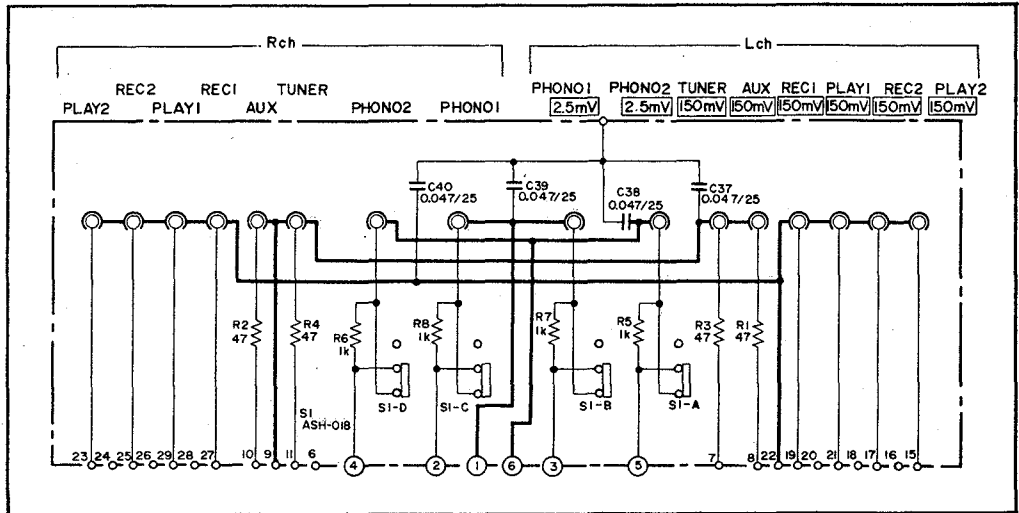 Rch
Lch
REC2 REC1 TUNER
PLAY2 PLAY1 AUX PHONO2 PHONO1
PHONO1 PHONO2 TUNER AUX REC1 PLAY1 REC2 PLAY2
2.5mV 2.5mV 150mV 150mV 150mV 150mV 150mV 150mV
C40
0.047/25
C39
0.047/25
C38
0.047/25
C37
0.047/25
R2
47
R4
47
R6
1k
R8
1k
R7
1k
R5
1k
R3
47
R1
47
S1-D S1-C S1-B S1-A
S1
ASH-018
23 24 25 26 29 28 27 10 9 11 6 4 2 1 6 3 5 7 8 22 19 20 21 18 17 16 15